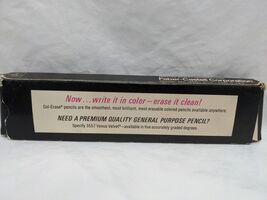 Faber-Castell Corporation
Now...write it in color—erase it clean!
Col-Erase® pencils are the smoothest, most brilliant, most erasable colored pencils available anywhere.
NEED A PREMIUM QUALITY GENERAL PURPOSE PENCIL?
Specify 3557 Venus Velvet®—available in five accurately graded degrees.